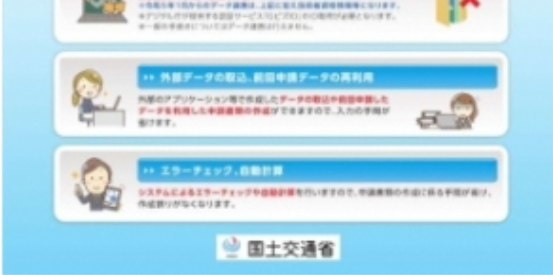 外部データの取込、前回申請データの再利用
外部のアプリケーション等で作成したデータの取込や前回申請した
データを利用した申請書類の作成ができますので、入力の手間が
省けます。
エラーチェック、自動計算
システムによるエラーチェックや自動計算を行いますので、申請書類の作成に係る手間が省け、
作成誤りがなくなります。
国土交通省